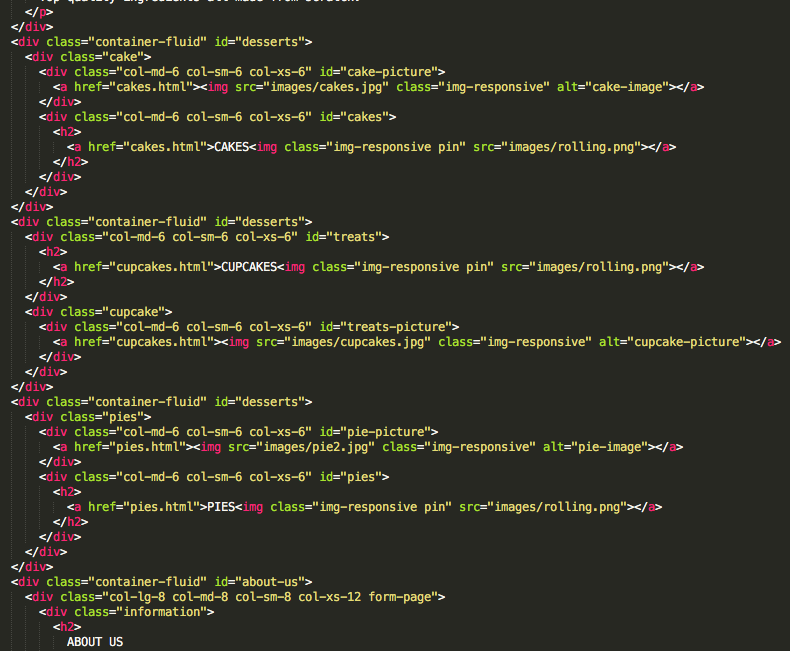 top quality ingredients all made from scratch.
</p>
</div>
<div class="container-fluid" id="desserts">
<div class="cake">
<div class="col-md-6 col-sm-6 col-xs-6" id="cake-picture">
<a href="cakes.html"><img src="images/cakes.jpg" class="img-responsive" alt="cake-image"></a>
</div>
<div class="col-md-6 col-sm-6 col-xs-6" id="cakes">
<h2>
<a href="cakes.html">CAKES<img class="img-responsive pin" src="images/rolling.png"></a>
</h2>
</div>
</div>
</div>
<div class="container-fluid" id="desserts">
<div class="col-md-6 col-sm-6 col-xs-6" id="treats">
<h2>
<a href="cupcakes.html">CUPCAKES<img class="img-responsive pin" src="images/rolling.png"></a>
</h2>
</div>
<div class="cupcake">
<div class="col-md-6 col-sm-6 col-xs-6" id="treats-picture">
<a href="cupcakes.html"><img src="images/cupcakes.jpg" class="img-responsive" alt="cupcake-picture"></a>
</div>
</div>
</div>
<div class="container-fluid" id="desserts">
<div class="pies">
<div class="col-md-6 col-sm-6 col-xs-6" id="pie-picture">
<a href="pies.html"><img src="images/pie2.jpg" class="img-responsive" alt="pie-image"></a>
</div>
<div class="col-md-6 col-sm-6 col-xs-6" id="pies">
<h2>
<a href="pies.html">PIES<img class="img-responsive pin" src="images/rolling.png"></a>
</h2>
</div>
</div>
</div>
<div class="container-fluid" id="about-us">
<div class="col-lg-8 col-md-8 col-sm-8 col-xs-12 form-page">
<div class="information">
<h2>
ABOUT US